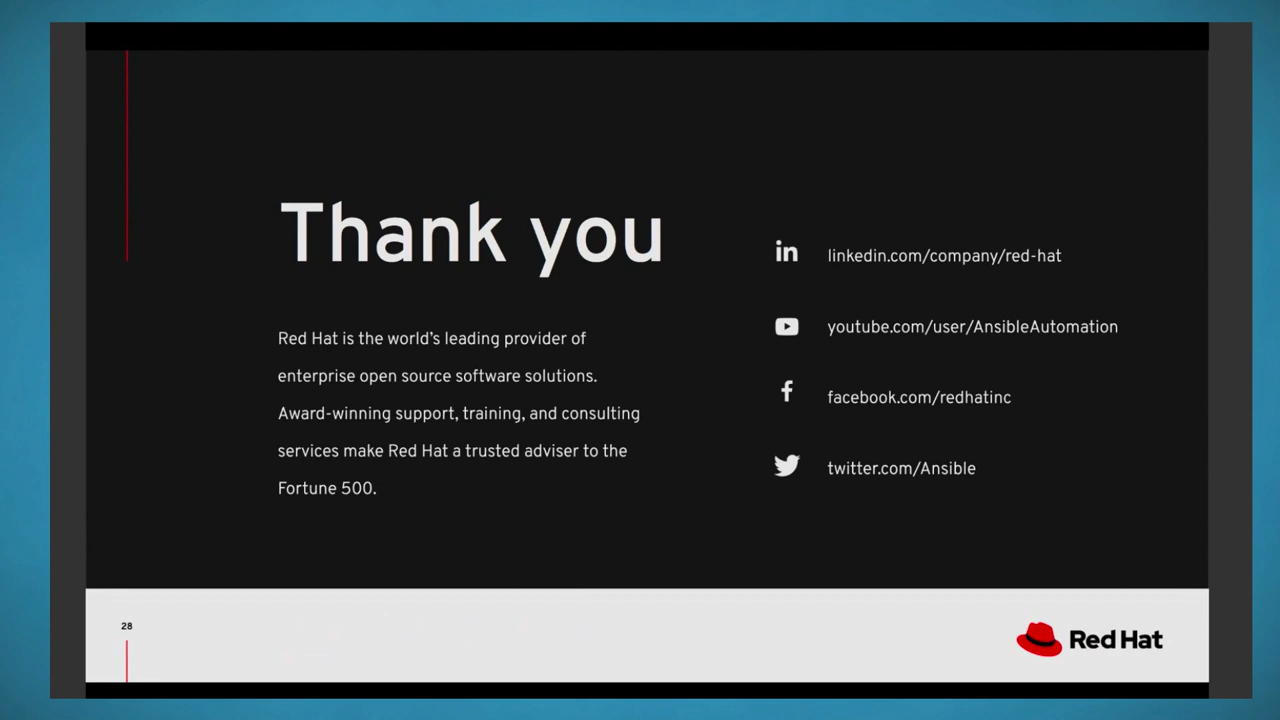 Thank you
Red Hat is the world's leading provider of
enterprise open source software solutions.
Award-winning support, training, and consulting
services make Red Hat a trusted adviser to the
Fortune 500.
linkedin.com/company/red-hat
youtube.com/user/AnsibleAutomation
facebook.com/redhatinc
twitter.com/Ansible
28
Red Hat